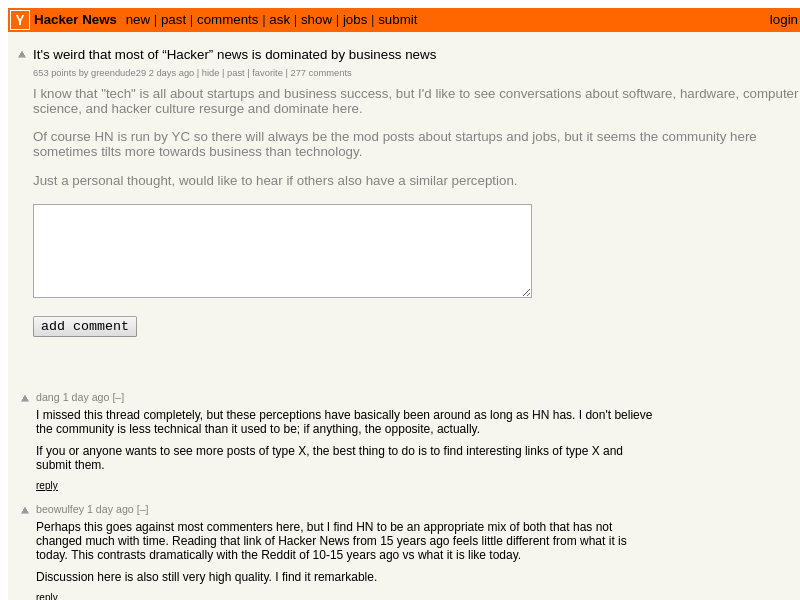 Y Hacker News new | past | comments | ask | show | jobs | submit login
It's weird that most of “Hacker” news is dominated by business news
653 points by greendude29 2 days ago | hide | past | favorite | 277 comments
I know that "tech" is all about startups and business success, but I'd like to see conversations about software, hardware, computer
science, and hacker culture resurge and dominate here.
Of course HN is run by YC so there will always be the mod posts about startups and jobs, but it seems the community here
sometimes tilts more towards business than technology.
Just a personal thought, would like to hear if others also have a similar perception.
add comment
dang 1 day ago [–]
I missed this thread completely, but these perceptions have basically been around as long as HN has. I don't believe
the community is less technical than it used to be; if anything, the opposite, actually.
If you or anyone wants to see more posts of type X, the best thing to do is to find interesting links of type X and
submit them.
reply
beowulfey 1 day ago [–]
Perhaps this goes against most commenters here, but I find HN to be an appropriate mix of both that has not
changed much with time. Reading that link of Hacker News from 15 years ago feels little different from what it is
today. This contrasts dramatically with the Reddit of 10-15 years ago vs what it is like today.
Discussion here is also still very high quality. I find it remarkable.
reply